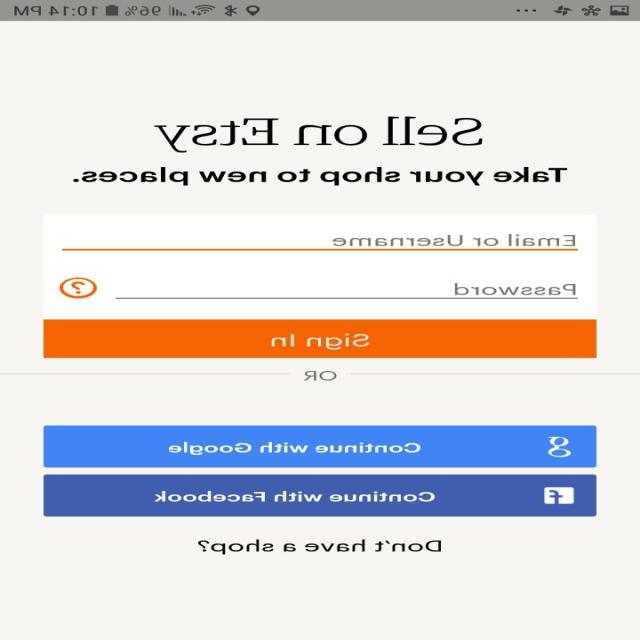 96% 10:14 PM
Sell on Etsy
Take your shop to new places.
Email or Username
Password
?
Sign In
OR
g Continue with Google
f Continue with Facebook
Don't have a shop?